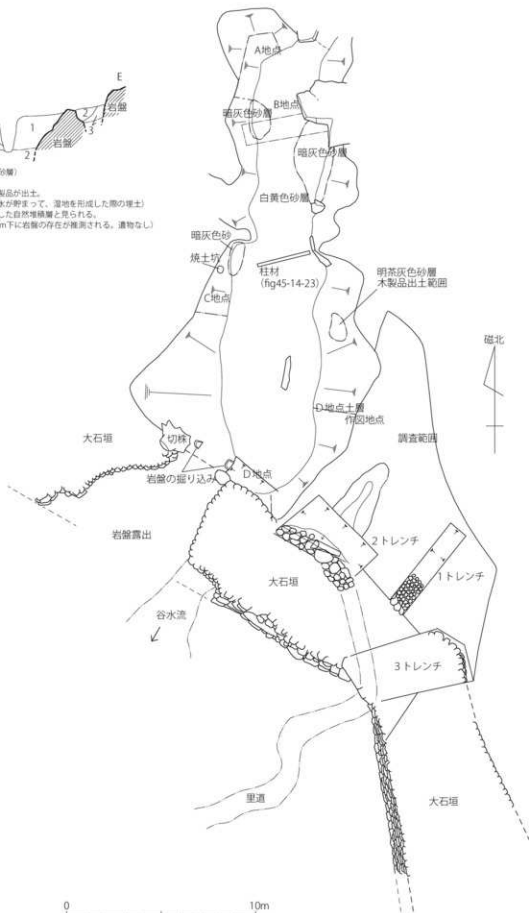 E
岩盤
1
2
3
2
岩盤
砂層)
製品が出土。
水が貯まって、湿地を形成した際の堆土)
した自然堆積層と見られる。
m下に岩盤の存在が推測される。遺物なし)
A地点
B地点
暗灰色砂層
暗灰色砂層
白黄色砂層
暗灰色砂
焼土坑
柱材
(fig45-14-23)
明茶灰色砂層
木製品出土範囲
C地点
磁北
D地点土層
作図地点
大石垣
切株
調査範囲
岩盤の掘り込み
D地点
岩盤露出
2トレンチ
大石垣
1トレンチ
谷水流
3トレンチ
里道
大石垣
0
10m